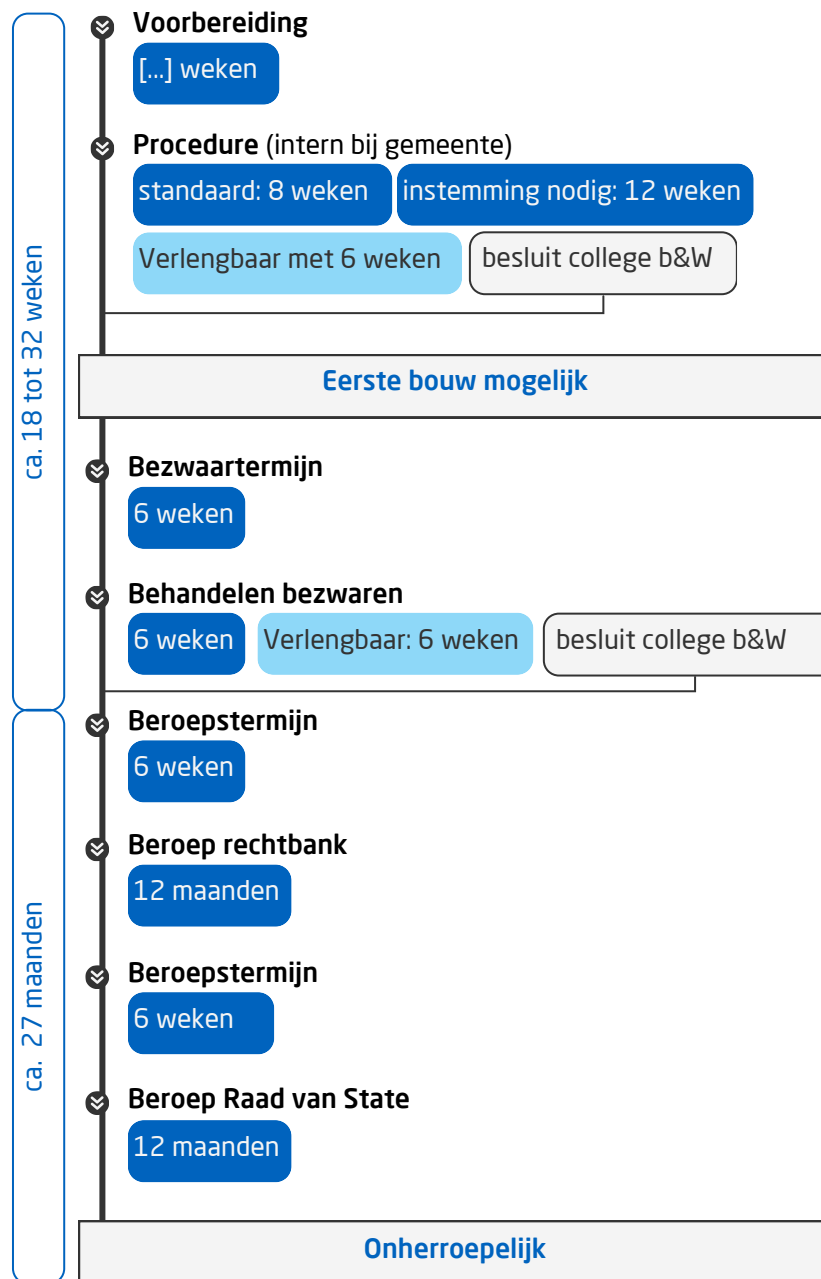 Voorbereiding
[...] weken
Procedure (intern bij gemeente)
standaard: 8 weken
instemming nodig: 12 weken
Verlengbaar met 6 weken
besluit college b&W
Eerste bouw mogelijk
Bezwaartermijn
6 weken
Behandelen bezwaren
6 weken
Verlengbaar: 6 weken
besluit college b&W
ca. 18 tot 32 weken
Beroepstermijn
6 weken
Beroep rechtbank
12 maanden
Beroepstermijn
6 weken
Beroep Raad van State
12 maanden
ca. 27 maanden
Onherroepelijk